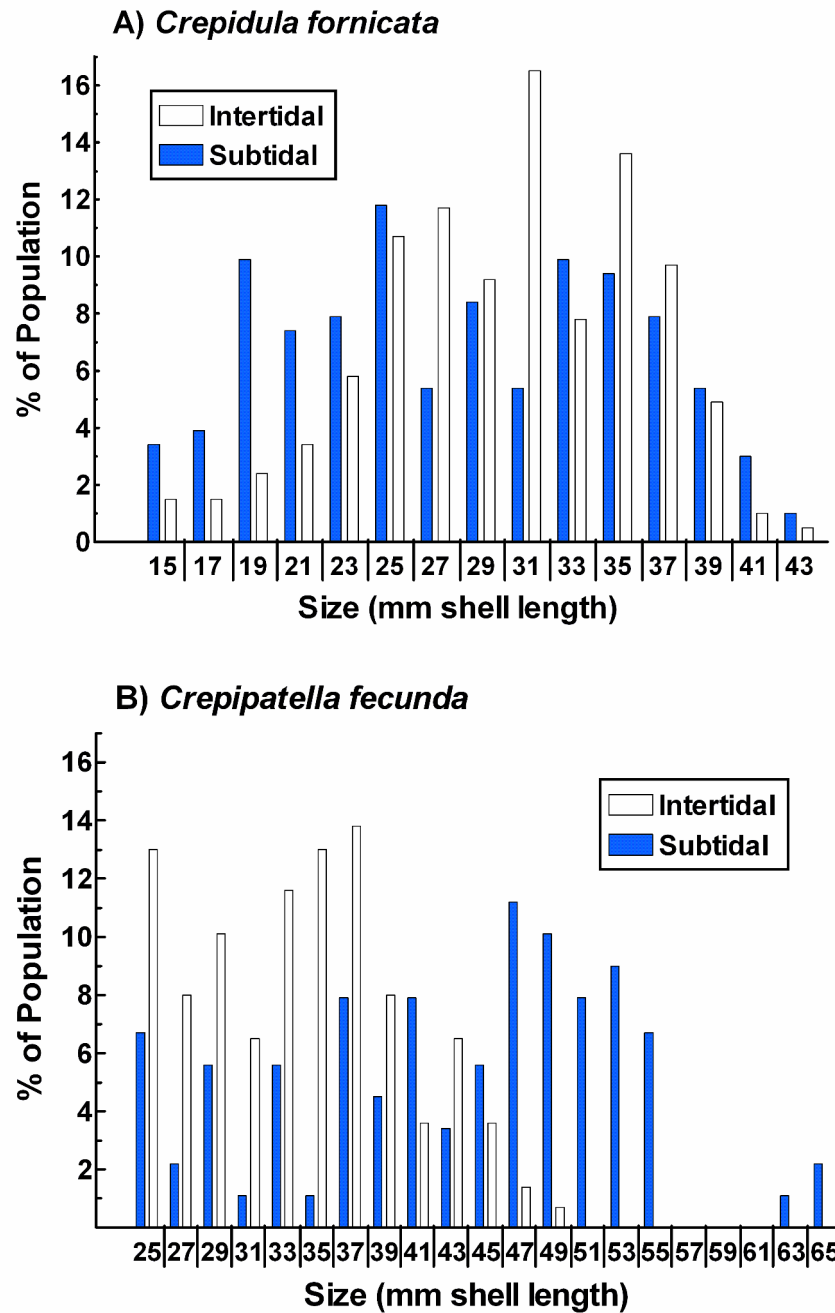 A) Crepidula fornicata
16
14
12
10
8
6
4
2
0
% of Population
Intertidal
Subtidal
15 17 19 21 23 25 27 29 31 33 35 37 39 41 43
Size (mm shell length)
B) Crepipatella fecunda
16
14
12
10
8
6
4
2
% of Population
Intertidal
Subtidal
25 27 29 31 33 35 37 39 41 43 45 47 49 51 53 55 57 59 61 63 65
Size (mm shell length)